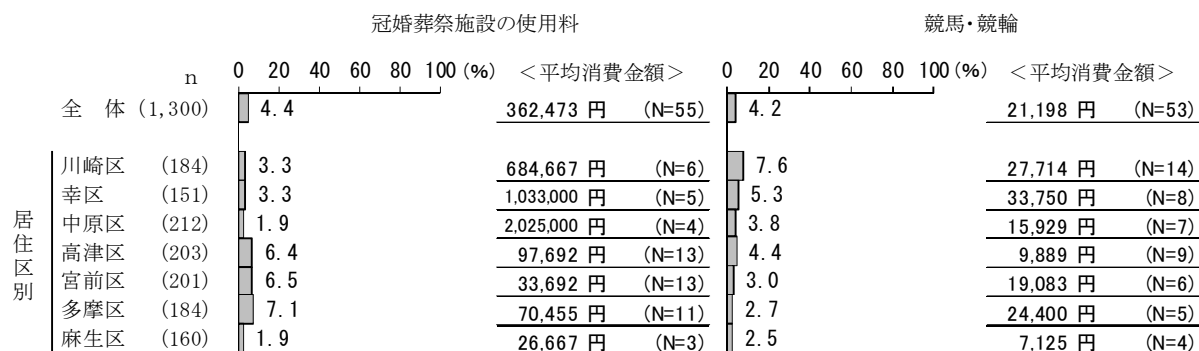 冠婚葬祭施設の使用料 競馬・競輪
n 0 20 40 60 80 100 (%) ＜平均消費金額＞ 0 20 40 60 80 100 (%) ＜平均消費金額＞
全 体 (1,300) 4.4 362,473 円 (N=55) 4.2 21,198 円 (N=53)
居住区別
川崎区 (184) 3.3 684,667 円 (N=6) 7.6 27,714 円 (N=14)
幸区 (151) 3.3 1,033,000 円 (N=5) 5.3 33,750 円 (N=8)
中原区 (212) 1.9 2,025,000 円 (N=4) 3.8 15,929 円 (N=7)
高津区 (203) 6.4 97,692 円 (N=13) 4.4 9,889 円 (N=9)
宮前区 (201) 6.5 33,692 円 (N=13) 3.0 19,083 円 (N=6)
多摩区 (184) 7.1 70,455 円 (N=11) 2.7 24,400 円 (N=5)
麻生区 (160) 1.9 26,667 円 (N=3) 2.5 7,125 円 (N=4)